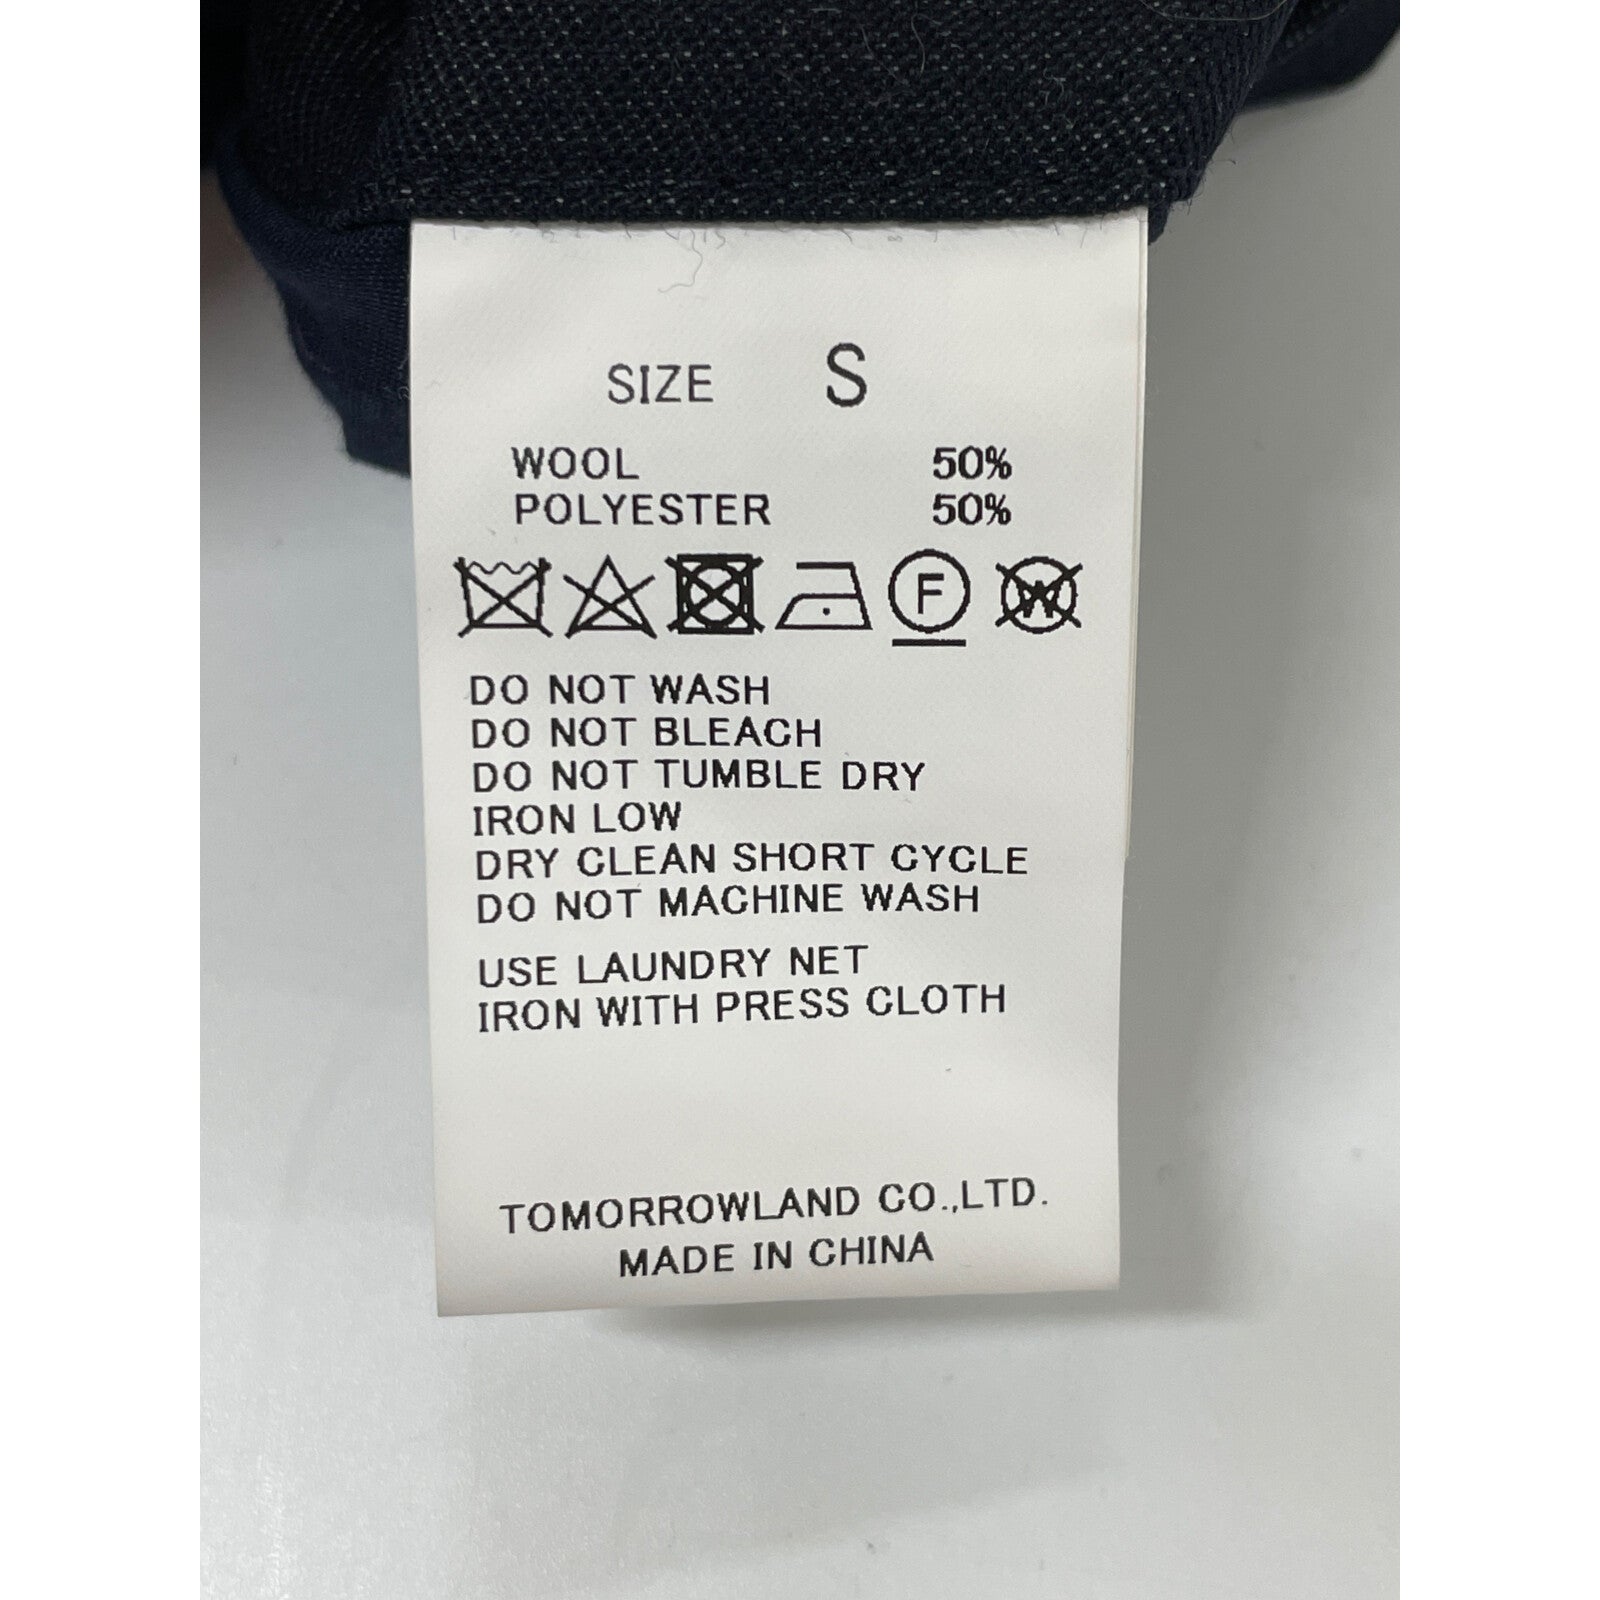 SIZE S
WOOL 50%
POLYESTER 50%
F W
DO NOT WASH
DO NOT BLEACH
DO NOT TUMBLE DRY
IRON LOW
DRY CLEAN SHORT CYCLE
DO NOT MACHINE WASH
USE LAUNDRY NET
IRON WITH PRESS CLOTH
TOMORROWLAND CO.,LTD.
MADE IN CHINA